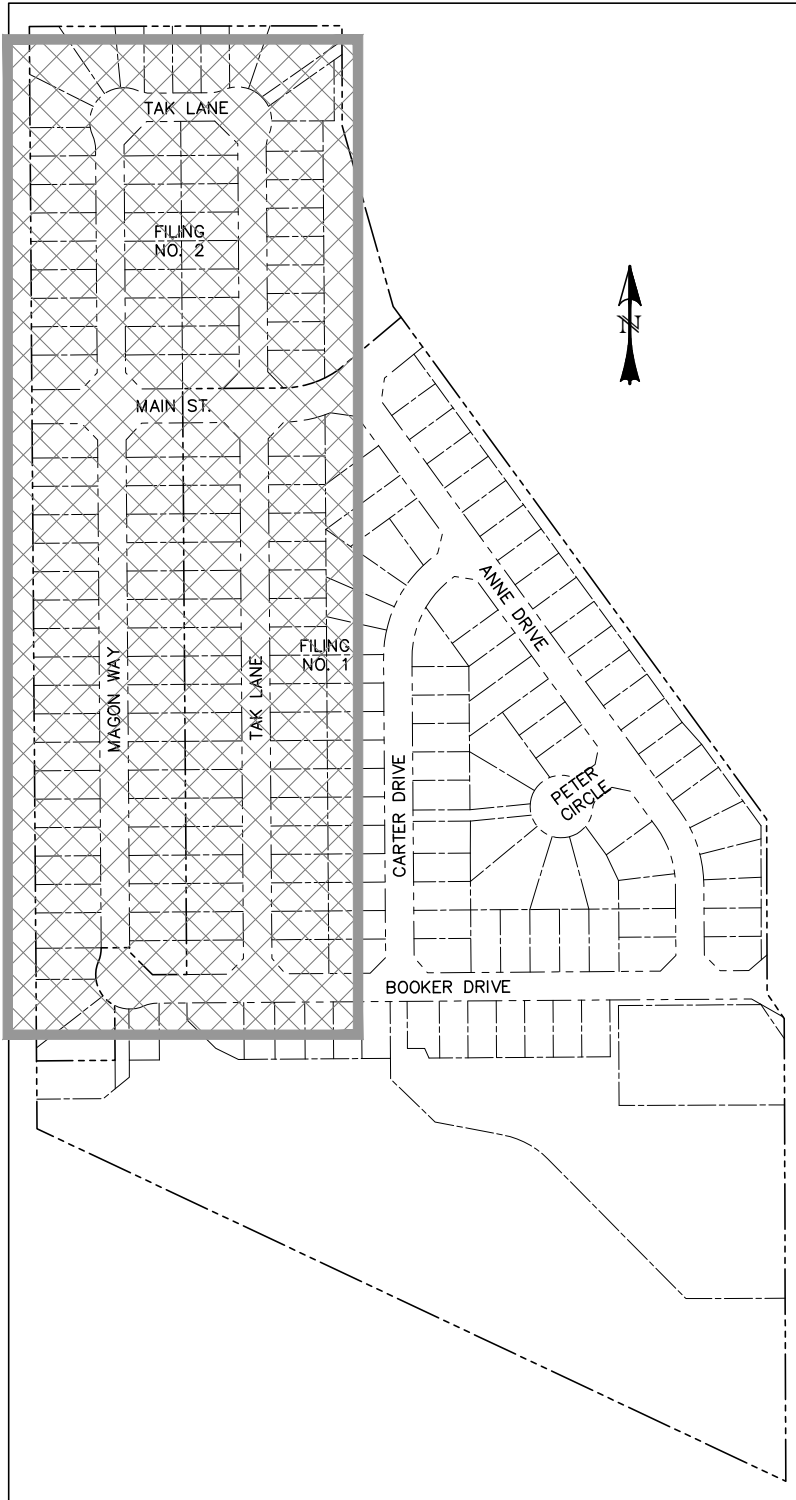 TAK LANE
FILING
NO. 2
N
MAIN ST.
ANNE DRIVE
FILING
NO. 1
MAGON WAY
TAK LANE
CARTER DRIVE
PETER
CIRCLE
BOOKER DRIVE